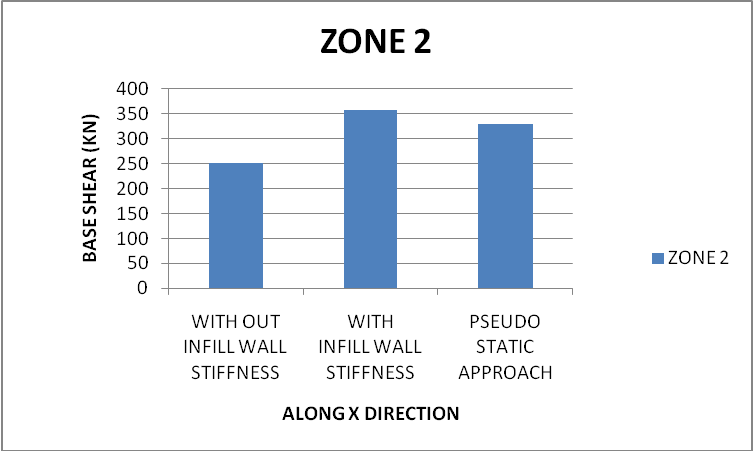 ZONE 2
400
350
300
250
200
150
100
50
0
BASE SHEAR (KN)
WITH OUT
INFILL WALL
STIFFNESS
WITH
INFILL WALL
STIFFNESS
PSEUDO
STATIC
APPROACH
ALONG X DIRECTION
ZONE 2